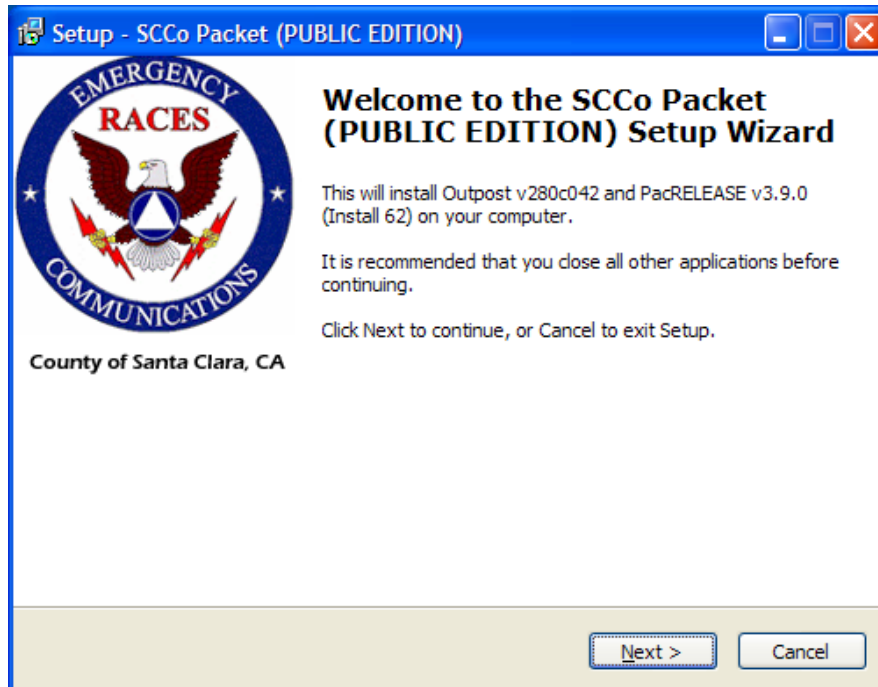 Setup - SCCo Packet (PUBLIC EDITION)
EMERGENCY
RACES
COMMUNICATIONS
County of Santa Clara, CA
Welcome to the SCCo Packet
(PUBLIC EDITION) Setup Wizard
This will install Outpost v280c042 and PacRELEASE v3.9.0
(Install 62) on your computer.
It is recommended that you close all other applications before
continuing.
Click Next to continue, or Cancel to exit Setup.
Next >
Cancel